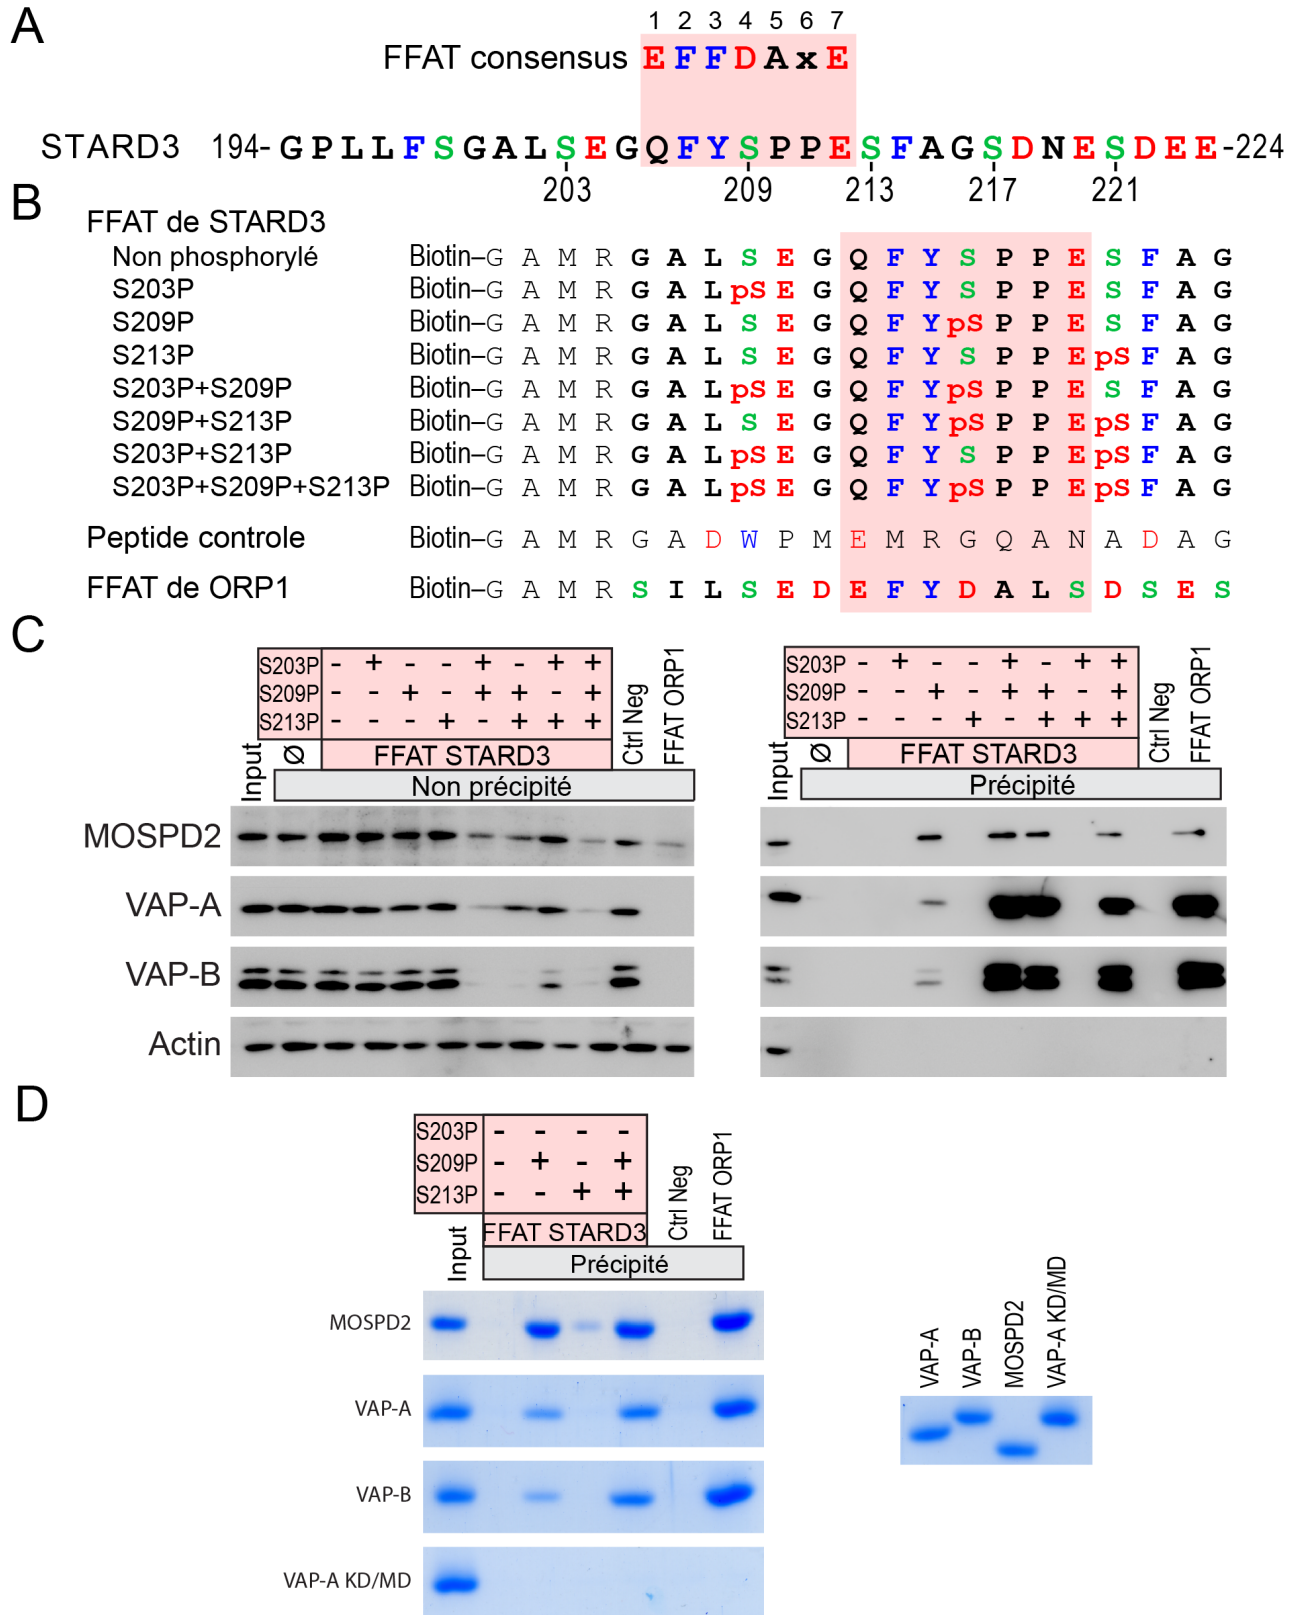 A
1 2 3 4 5 6 7
FFAT consensus E F F D A x E
STARD3 194- G P L L F S G A L S E G Q F Y S P P E S F A G S D N E S D E E -224
203 209 213 217 221
B
FFAT de STARD3
Non phosphorylé Biotin–G A M R G A L S E G Q F Y S P P E S F A G
S203P Biotin–G A M R G A L pS E G Q F Y S P P E S F A G
S209P Biotin–G A M R G A L S E G Q F Y pS P P E S F A G
S213P Biotin–G A M R G A L S E G Q F Y S P P E pS F A G
S203P+S209P Biotin–G A M R G A L pS E G Q F Y pS P P E S F A G
S209P+S213P Biotin–G A M R G A L S E G Q F Y pS P P E pS F A G
S203P+S213P Biotin–G A M R G A L pS E G Q F Y S P P E pS F A G
S203P+S209P+S213P Biotin–G A M R G A L pS E G Q F Y pS P P E pS F A G
Peptide controle Biotin–G A M R G A D W P M E M R G Q A N A D A G
FFAT de ORP1 Biotin–G A M R S I L S E D E F Y D A L S D S E S
C
S203P - + - - + - + +
S209P - - + - + + - +
S213P - - - + - + + +
Input
Ø
FFAT STARD3
Ctrl Neg
FFAT ORP1
Non précipité
S203P - + - - + - + +
S209P - - + - + + - +
S213P - - - + - + + +
Input
Ø
FFAT STARD3
Ctrl Neg
FFAT ORP1
Précipité
MOSPD2
VAP-A
VAP-B
Actin
D
S203P - - - -
S209P - + - +
S213P - - + +
Input
FFAT STARD3
Ctrl Neg
FFAT ORP1
Précipité
MOSPD2
VAP-A
VAP-B
VAP-A KD/MD
VAP-A
VAP-B
MOSPD2
VAP-A KD/MD